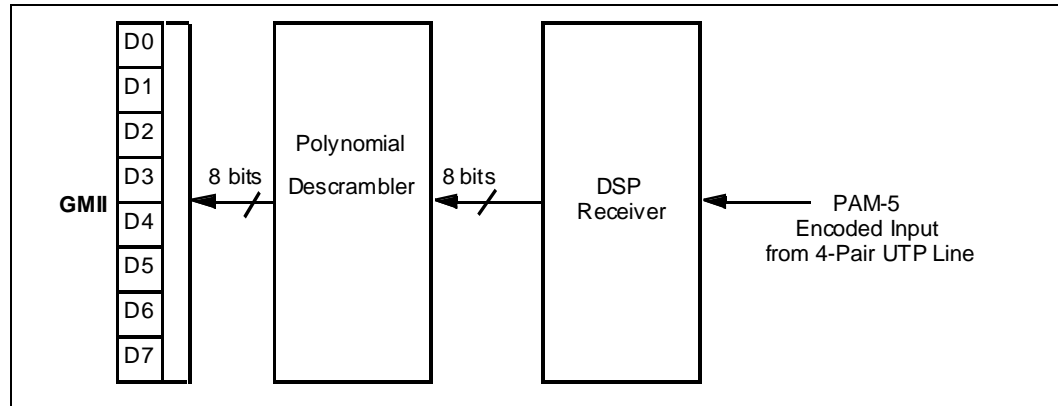 D0
D1
D2
D3
D4
D5
D6
D7
GMII
8 bits
Polynomial
Descrambler
8 bits
DSP
Receiver
PAM-5
Encoded Input
from 4-Pair UTP Line